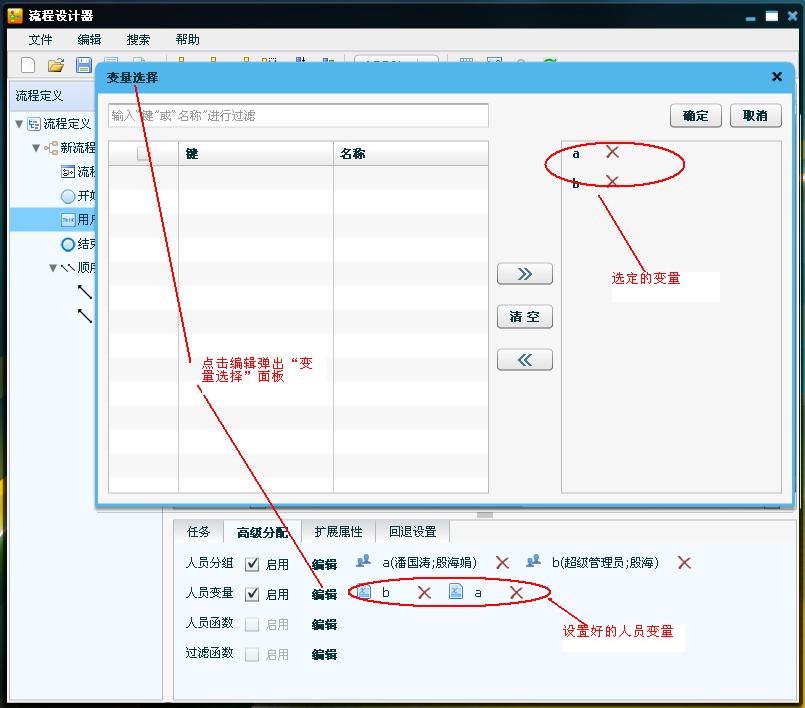 流程设计器
文件 编辑 搜索 帮助
变量选择
流程定义
流程定义
新流程
流程
开始
用户
结束
顺序
输入"键"或"名称"进行过滤
确定 取消
键 名称
a
b
选定的变量
清 空
点击编辑弹出“变
量选择”面板
任务 高级分配 扩展属性 回退设置
人员分组 启用 编辑 a(潘国涛;殷海娟) b(超级管理员;殷海)
人员变量 启用 编辑 b a
人员函数 启用 编辑
过滤函数 启用 编辑
设置好的人员变量